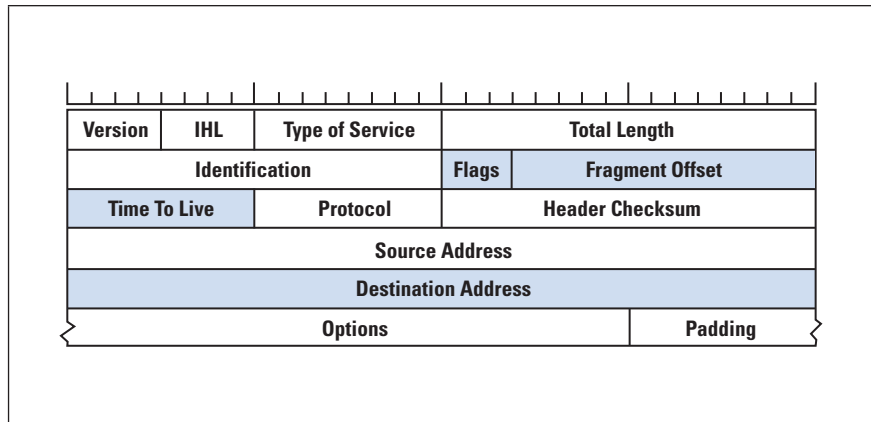 Version IHL Type of Service Total Length
Identification Flags Fragment Offset
Time To Live Protocol Header Checksum
Source Address
Destination Address
Options Padding